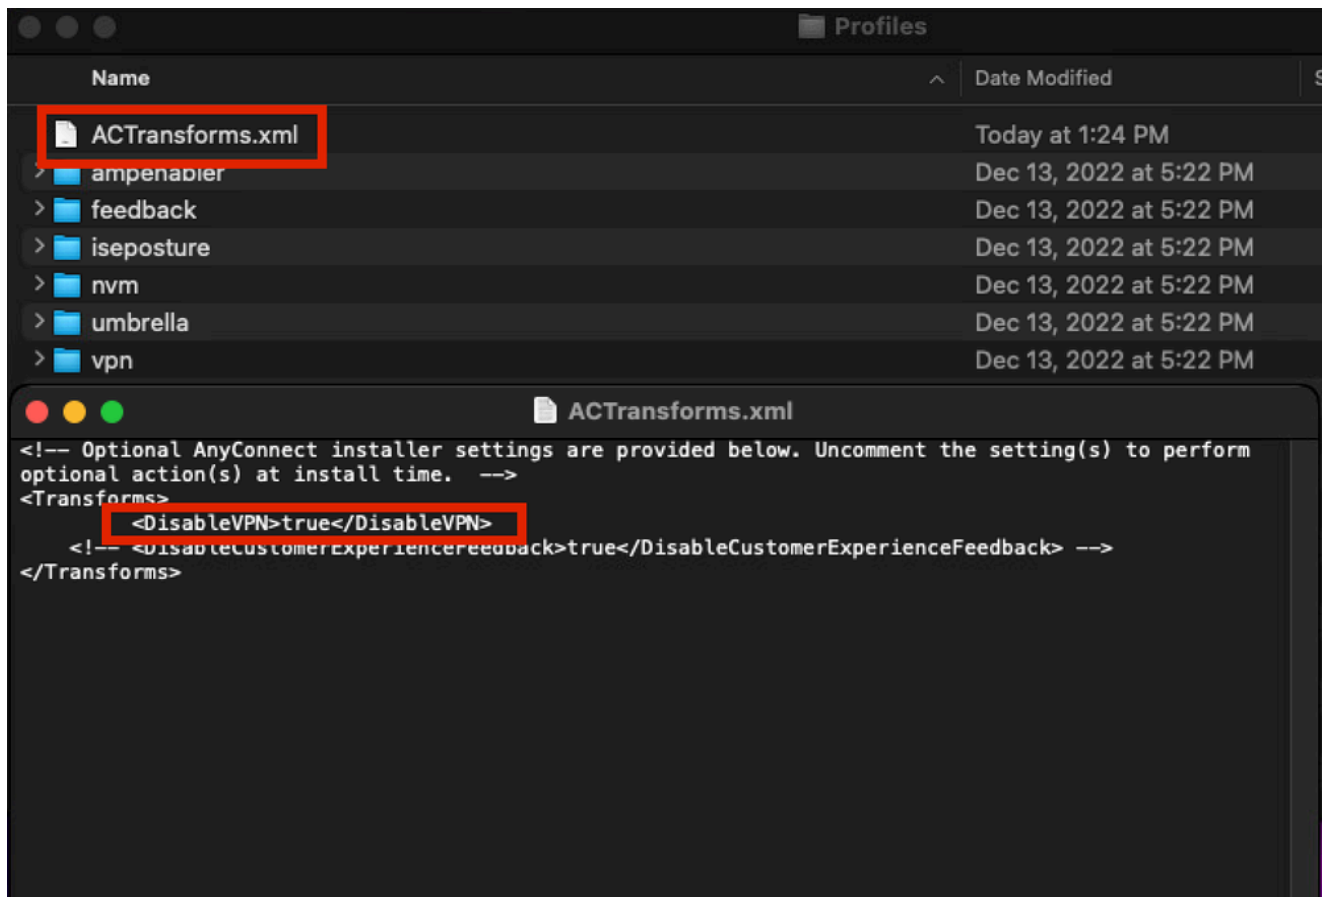 Profiles
Name Date Modified S
ACTransforms.xml Today at 1:24 PM
ampenabler Dec 13, 2022 at 5:22 PM
feedback Dec 13, 2022 at 5:22 PM
iseposture Dec 13, 2022 at 5:22 PM
nvm Dec 13, 2022 at 5:22 PM
umbrella Dec 13, 2022 at 5:22 PM
vpn Dec 13, 2022 at 5:22 PM
ACTransforms.xml
<!-- Optional AnyConnect installer settings are provided below. Uncomment the setting(s) to perform
optional action(s) at install time.  -->
<Transforms>
<DisableVPN>true</DisableVPN>
<!-- <DisableCustomerExperienceFeedback>true</DisableCustomerExperienceFeedback> -->
</Transforms>